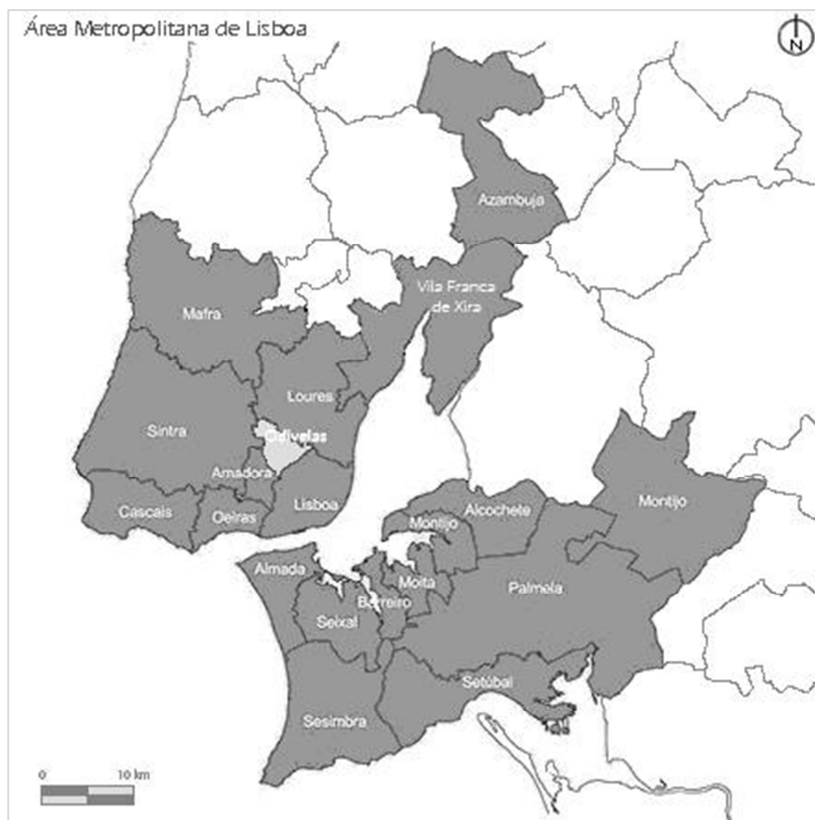 Área Metropolitana de Lisboa
N
Azambuja
Vila Franca
de Xira
Mafra
Loures
Sintra
Odivelas
Amadora
Cascais
Oeiras
Lisboa
Montijo
Alcochete
Montijo
Almada
Moita
Barreiro
Palmela
Seixal
Setúbal
Sesimbra
0 10 km